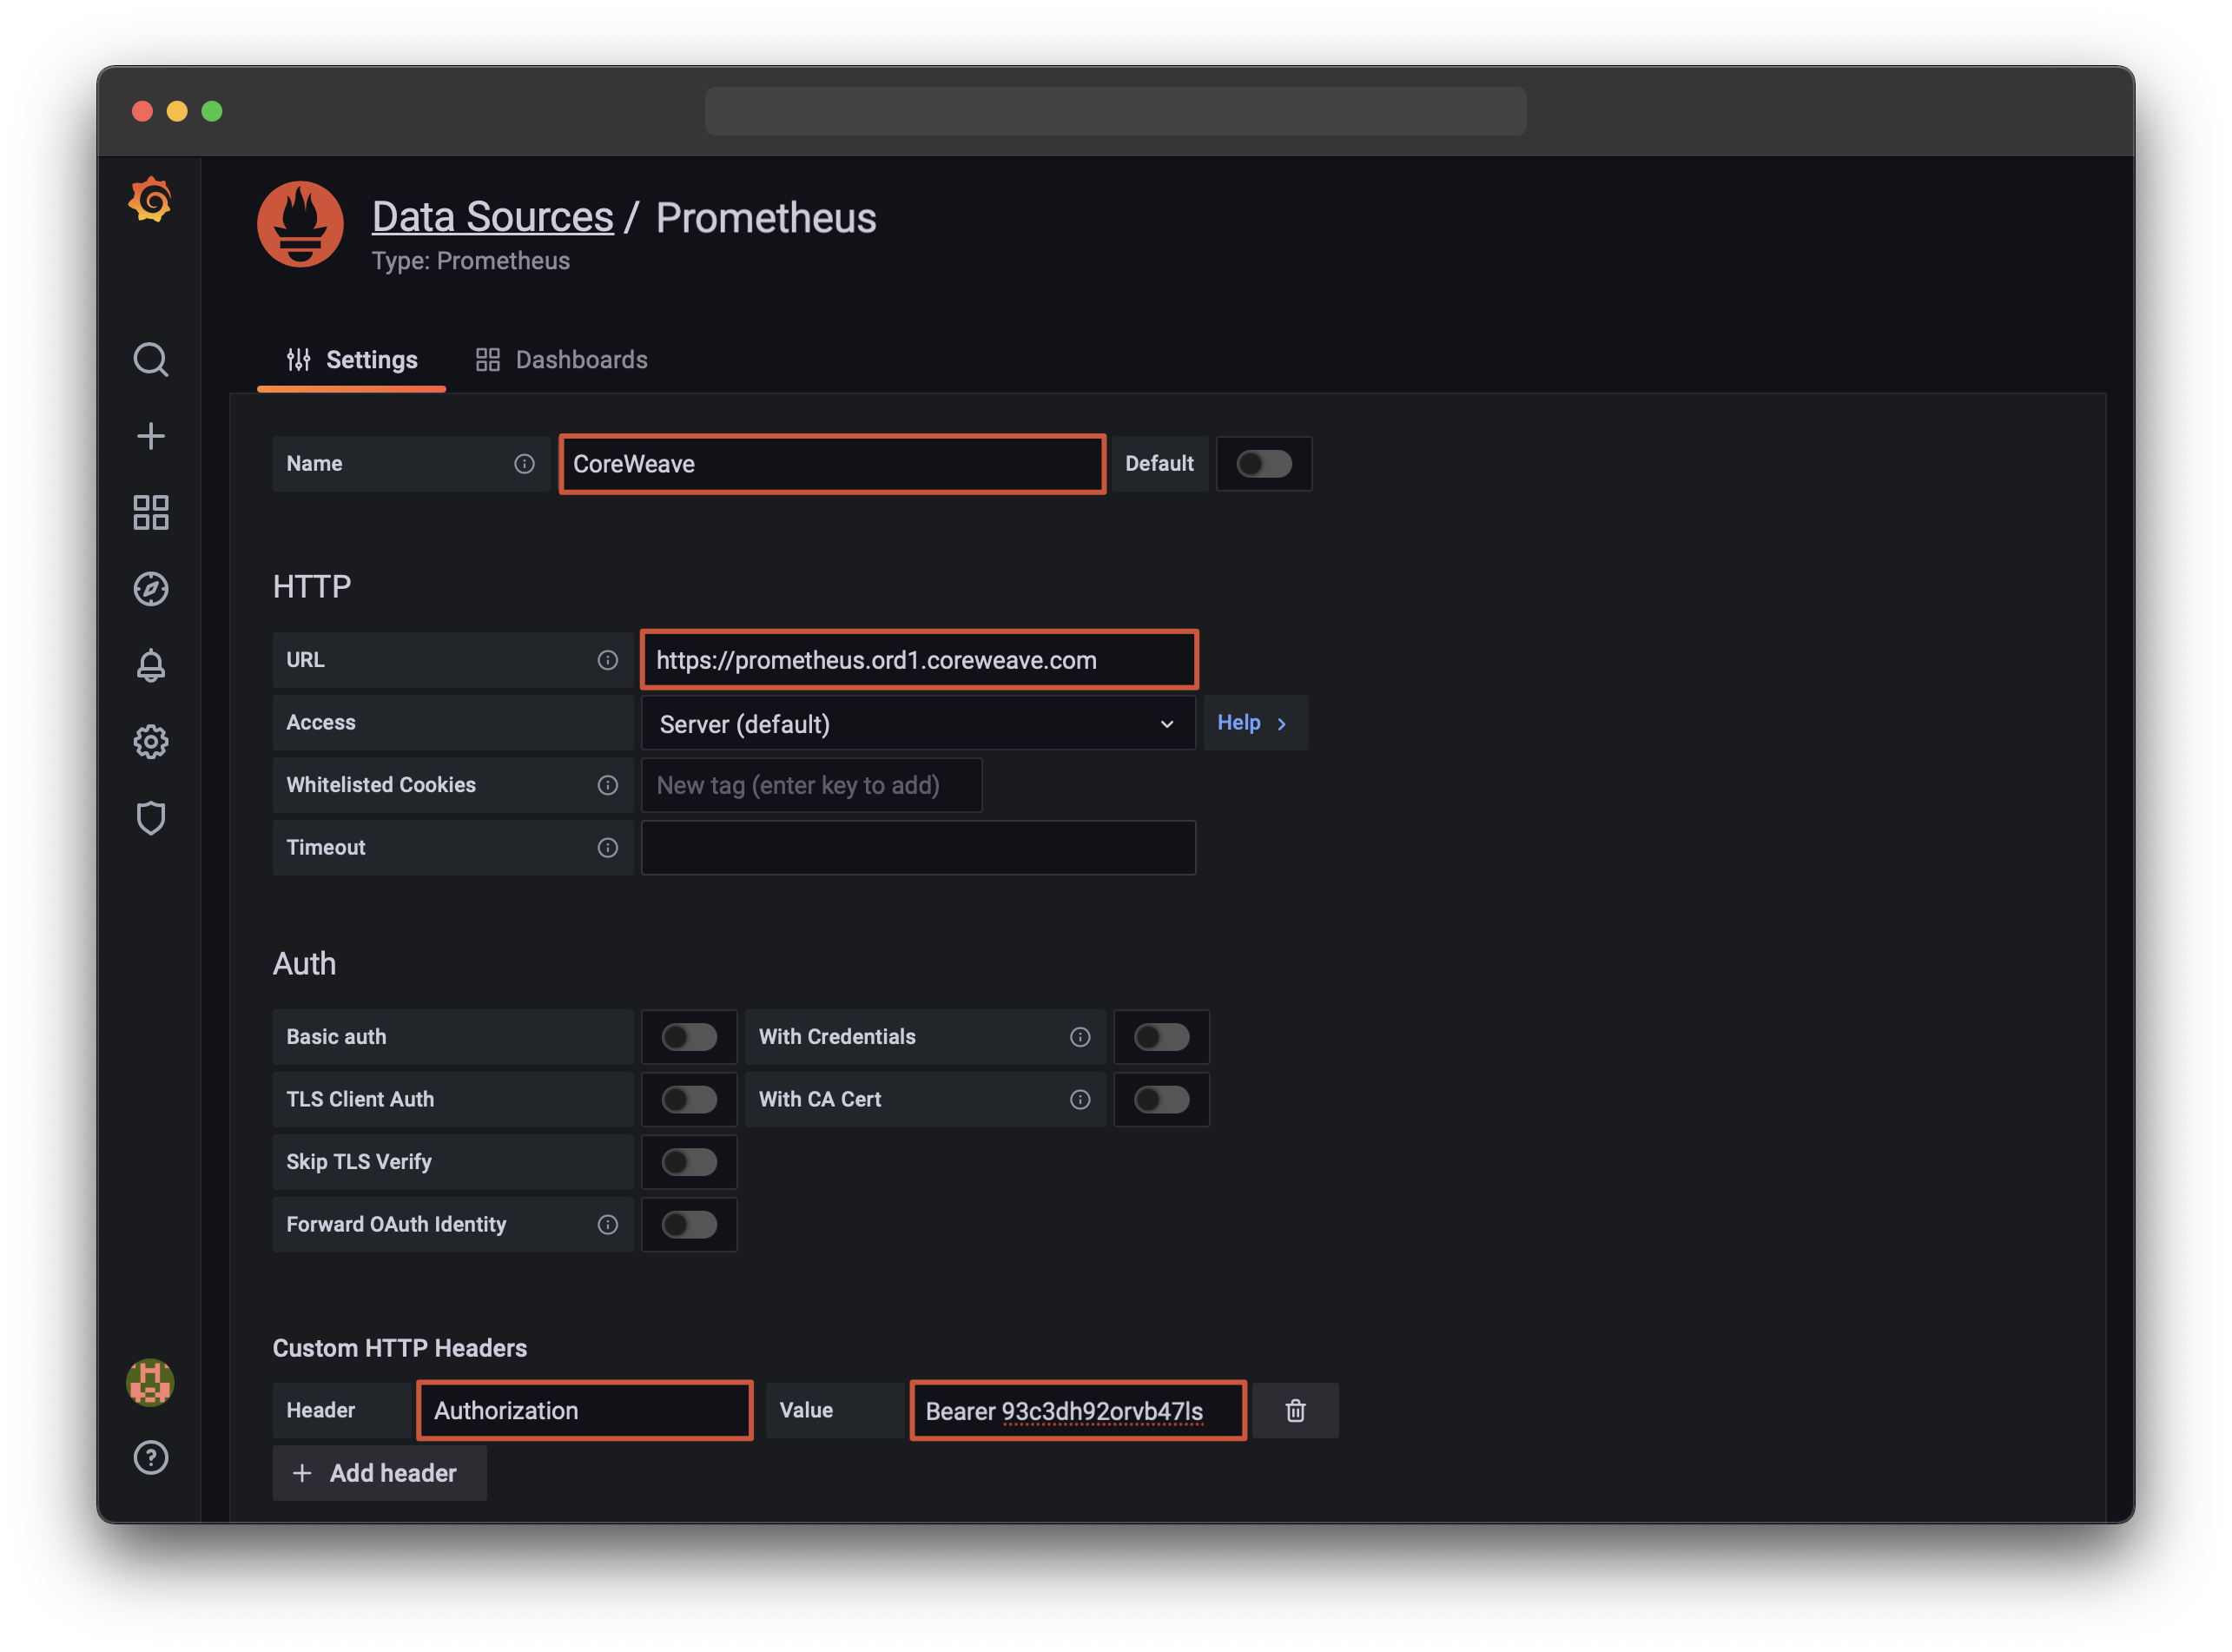 Data Sources / Prometheus
Type: Prometheus
Settings Dashboards
Name CoreWeave Default
HTTP
URL https://prometheus.ord1.coreweave.com
Access Server (default) Help
Whitelisted Cookies New tag (enter key to add)
Timeout
Auth
Basic auth With Credentials
TLS Client Auth With CA Cert
Skip TLS Verify
Forward OAuth Identity
Custom HTTP Headers
Header Authorization Value Bearer 93c3dh92orvb47ls
Add header